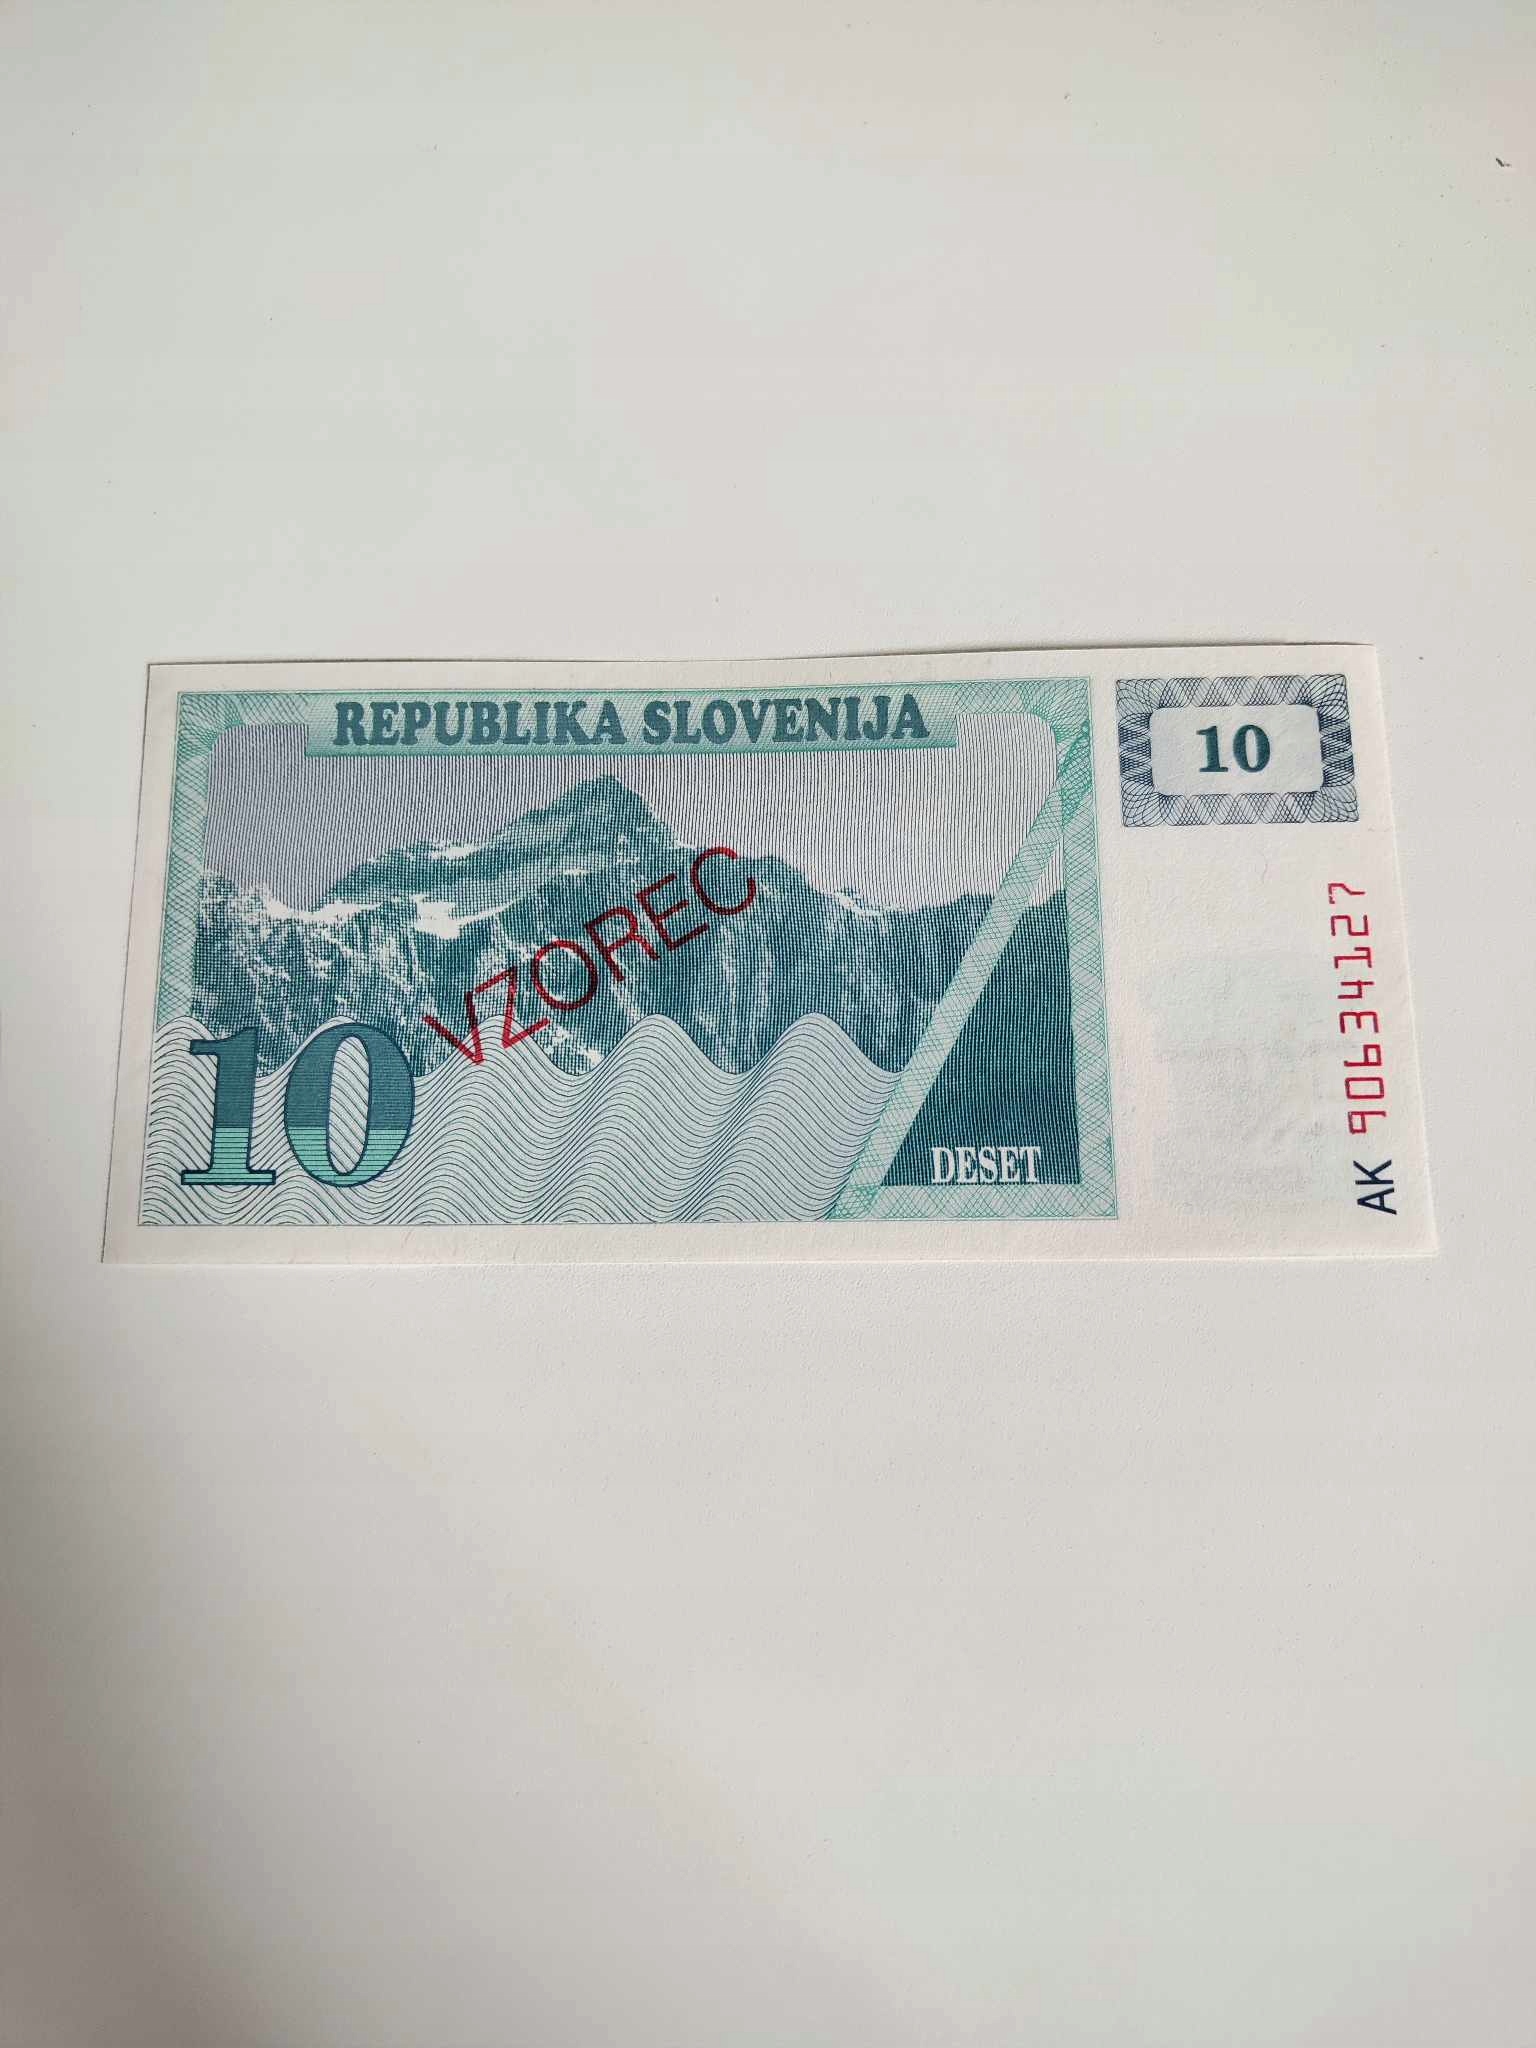 REPUBLIKA SLOVENIJA
10
VZOREC
10
DESET
AK 90634127